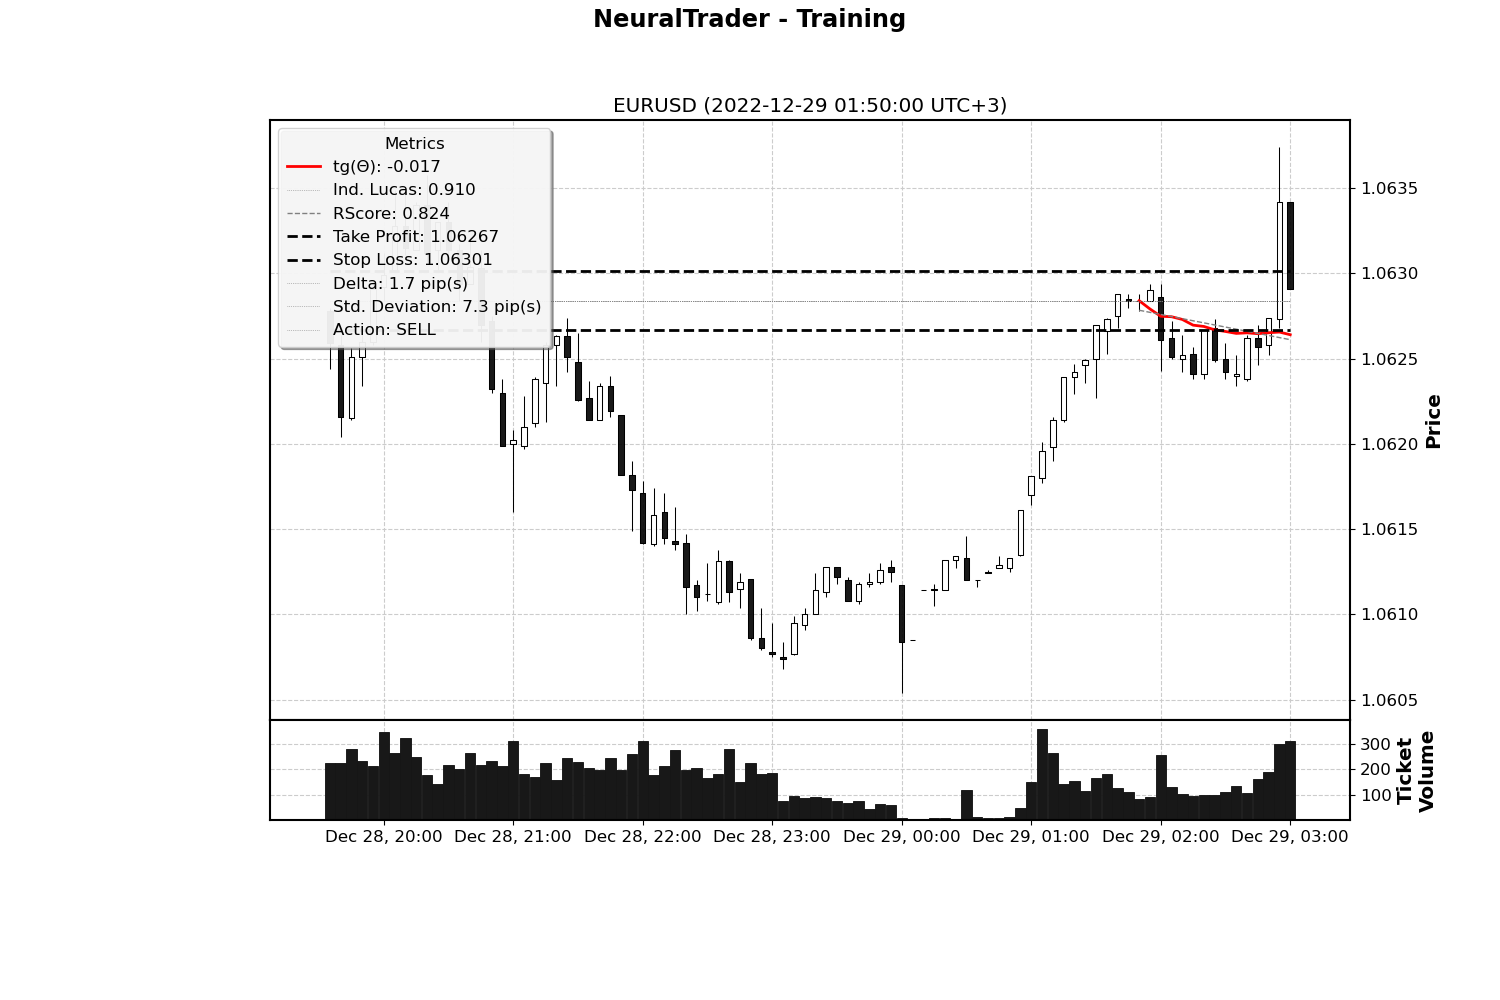 NeuralTrader - Training
EURUSD (2022-12-29 01:50:00 UTC+3)
Metrics
tg(Θ): -0.017
Ind. Lucas: 0.910
RScore: 0.824
Take Profit: 1.06267
Stop Loss: 1.06301
Delta: 1.7 pip(s)
Std. Deviation: 7.3 pip(s)
Action: SELL
1.0635
1.0630
1.0625
1.0620
1.0615
1.0610
1.0605
Price
300
200
100
Ticket
Volume
Dec 28, 20:00 Dec 28, 21:00 Dec 28, 22:00 Dec 28, 23:00 Dec 29, 00:00 Dec 29, 01:00 Dec 29, 02:00 Dec 29, 03:00